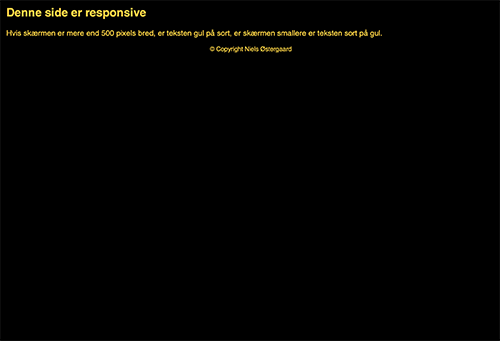 Denne side er responsive
Hvis skærmen er mere end 500 pixels bred, er teksten gul på sort, er skærmen smallere er teksten sort på gul.
© Copyright Niels Østergaard